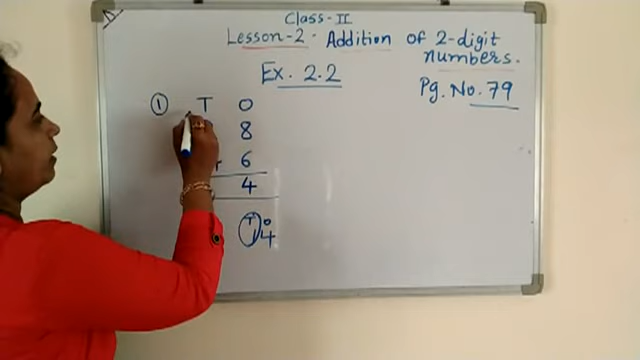 Class-II
Lesson-2 - Addition of 2-digit
numbers.
Ex. 2.2
Pg. No. 79
① T O
8
+ 6
4
T O
1 4